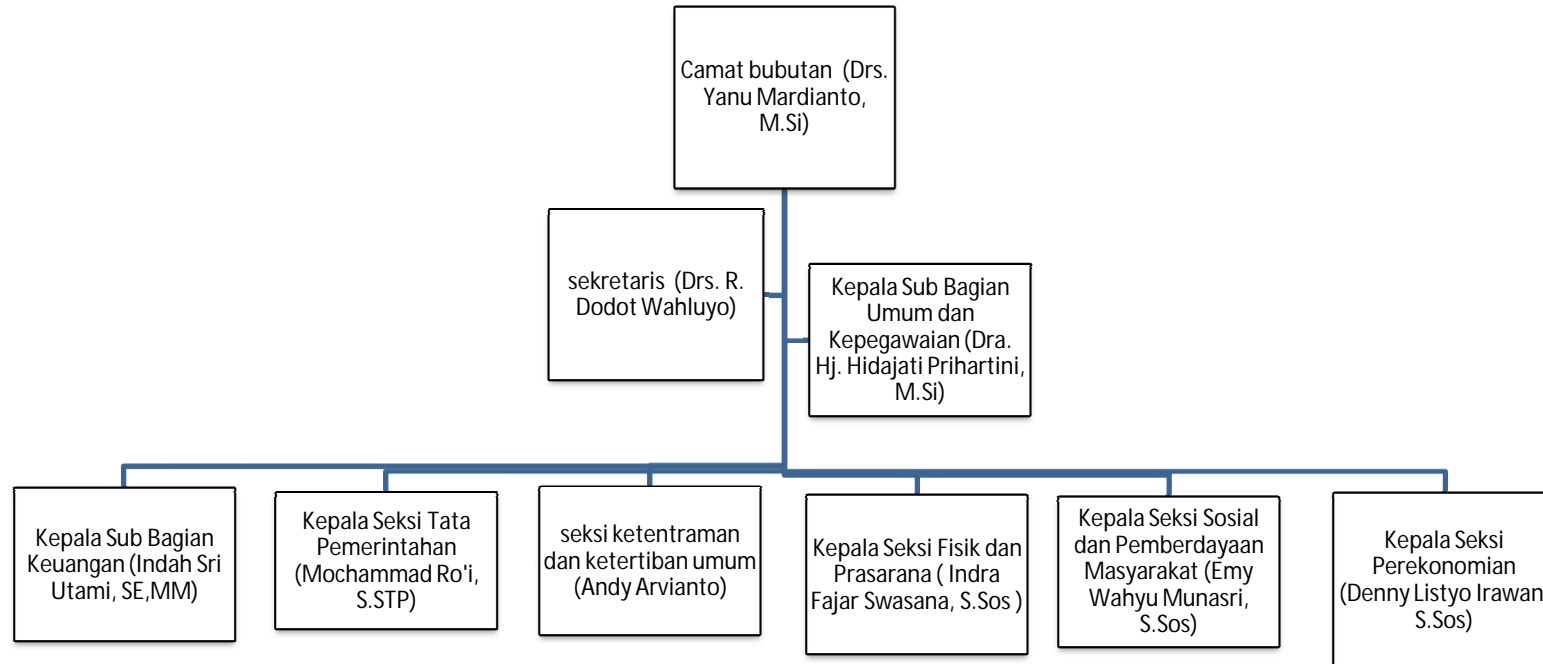 Camat bubutan (Drs.
Yanu Mardianto,
M.Si)
sekretaris (Drs. R.
Dodot Wahluyo)
Kepala Sub Bagian
Umum dan
Kepegawaian (Dra.
Hj. Hidajati Prihartini,
M.Si)
Kepala Sub Bagian
Keuangan (Indah Sri
Utami, SE,MM)
Kepala Seksi Tata
Pemerintahan
(Mochammad Ro'i,
S.STP)
seksi ketentraman
dan ketertiban umum
(Andy Arvianto)
Kepala Seksi Fisik dan
Prasarana ( Indra
Fajar Swasana, S.Sos )
Kepala Seksi Sosial
dan Pemberdayaan
Masyarakat (Emy
Wahyu Munasri,
S.Sos)
Kepala Seksi
Perekonomian
(Denny Listyo Irawan
S.Sos)